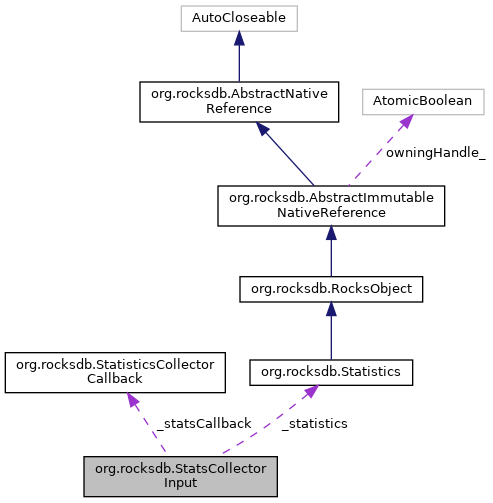 AutoCloseable
org.rocksdb.AbstractNative
Reference
AtomicBoolean
owningHandle_
org.rocksdb.AbstractImmutable
NativeReference
org.rocksdb.RocksObject
org.rocksdb.StatisticsCollector
Callback
org.rocksdb.Statistics
_statsCallback
_statistics
org.rocksdb.StatsCollector
Input